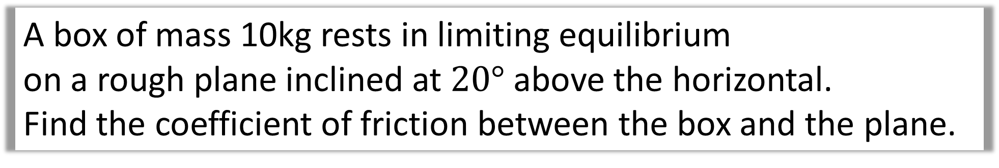 A box of mass 10kg rests in limiting equilibrium
on a rough plane inclined at 20° above the horizontal.
Find the coefficient of friction between the box and the plane.